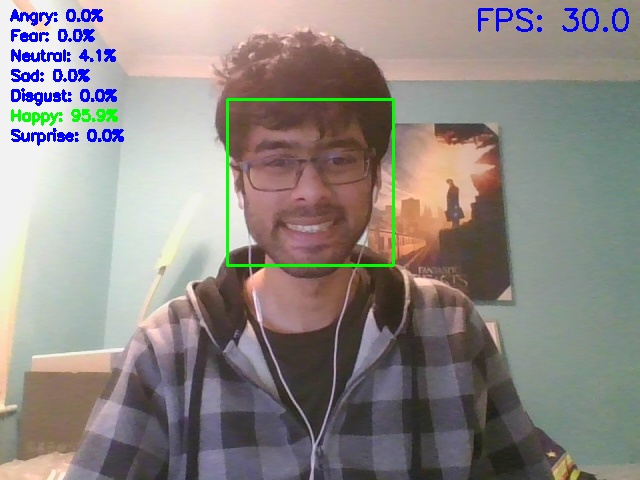 Angry: 0.0%
Fear: 0.0%
Neutral: 4.1%
Sad: 0.0%
Disgust: 0.0%
Happy: 95.9%
Surprise: 0.0%
FPS: 30.0
FANTASTIC